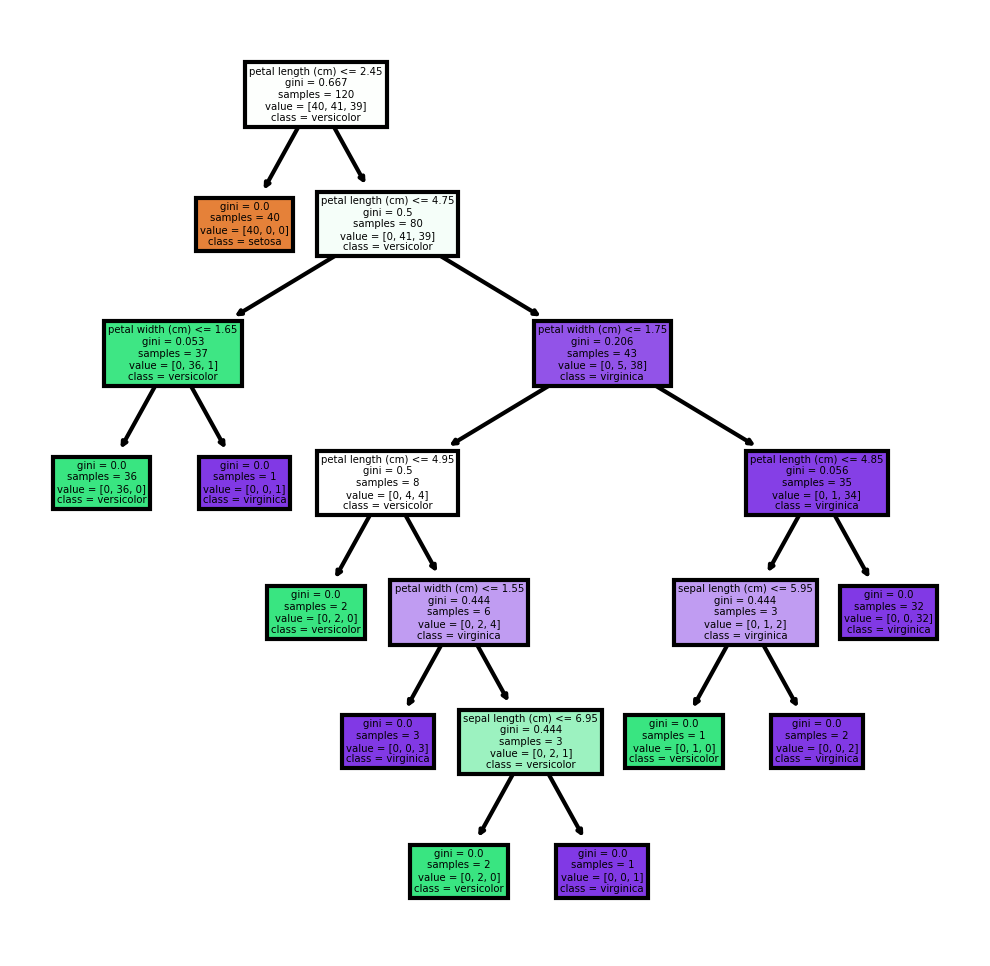 petal length (cm) <= 2.45
gini = 0.667
samples = 120
value = [40, 41, 39]
class = versicolor
gini = 0.0
samples = 40
value = [40, 0, 0]
class = setosa
petal length (cm) <= 4.75
gini = 0.5
samples = 80
value = [0, 41, 39]
class = versicolor
petal width (cm) <= 1.65
gini = 0.053
samples = 37
value = [0, 36, 1]
class = versicolor
petal width (cm) <= 1.75
gini = 0.206
samples = 43
value = [0, 5, 38]
class = virginica
gini = 0.0
samples = 36
value = [0, 36, 0]
class = versicolor
gini = 0.0
samples = 1
value = [0, 0, 1]
class = virginica
petal length (cm) <= 4.95
gini = 0.5
samples = 8
value = [0, 4, 4]
class = versicolor
petal length (cm) <= 4.85
gini = 0.056
samples = 35
value = [0, 1, 34]
class = virginica
gini = 0.0
samples = 2
value = [0, 2, 0]
class = versicolor
petal width (cm) <= 1.55
gini = 0.444
samples = 6
value = [0, 2, 4]
class = virginica
sepal length (cm) <= 5.95
gini = 0.444
samples = 3
value = [0, 1, 2]
class = virginica
gini = 0.0
samples = 32
value = [0, 0, 32]
class = virginica
gini = 0.0
samples = 3
value = [0, 0, 3]
class = virginica
sepal length (cm) <= 6.95
gini = 0.444
samples = 3
value = [0, 2, 1]
class = versicolor
gini = 0.0
samples = 1
value = [0, 1, 0]
class = versicolor
gini = 0.0
samples = 2
value = [0, 0, 2]
class = virginica
gini = 0.0
samples = 2
value = [0, 2, 0]
class = versicolor
gini = 0.0
samples = 1
value = [0, 0, 1]
class = virginica